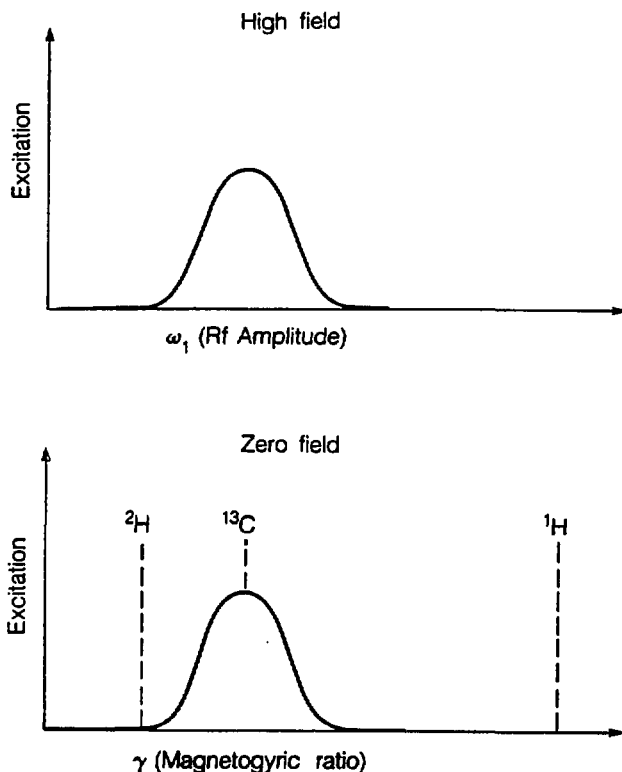 High field
Excitation
ω₁ (Rf Amplitude)
Zero field
²H ¹³C ¹H
Excitation
γ (Magnetogyric ratio)